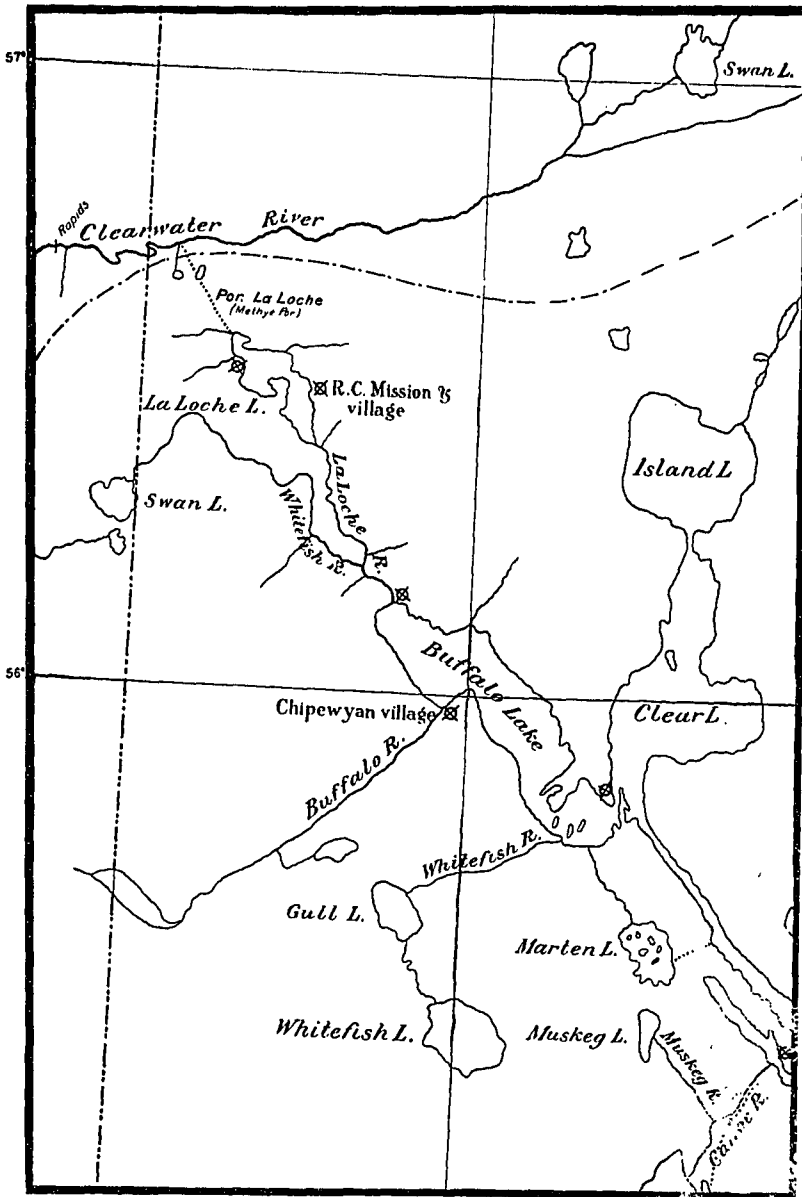 57°
Swan L.
Rapids
Clearwater River
Por. La Loche
(Methye Por)
R.C. Mission &
village
La Loche L.
La Loche R.
Island L
Swan L.
Whitefish R.
56°
Buffalo Lake
Chipewyan village
Clear L.
Buffalo R.
Whitefish R.
Gull L.
Marten L.
Whitefish L.
Muskeg L.
Muskeg R.
R.